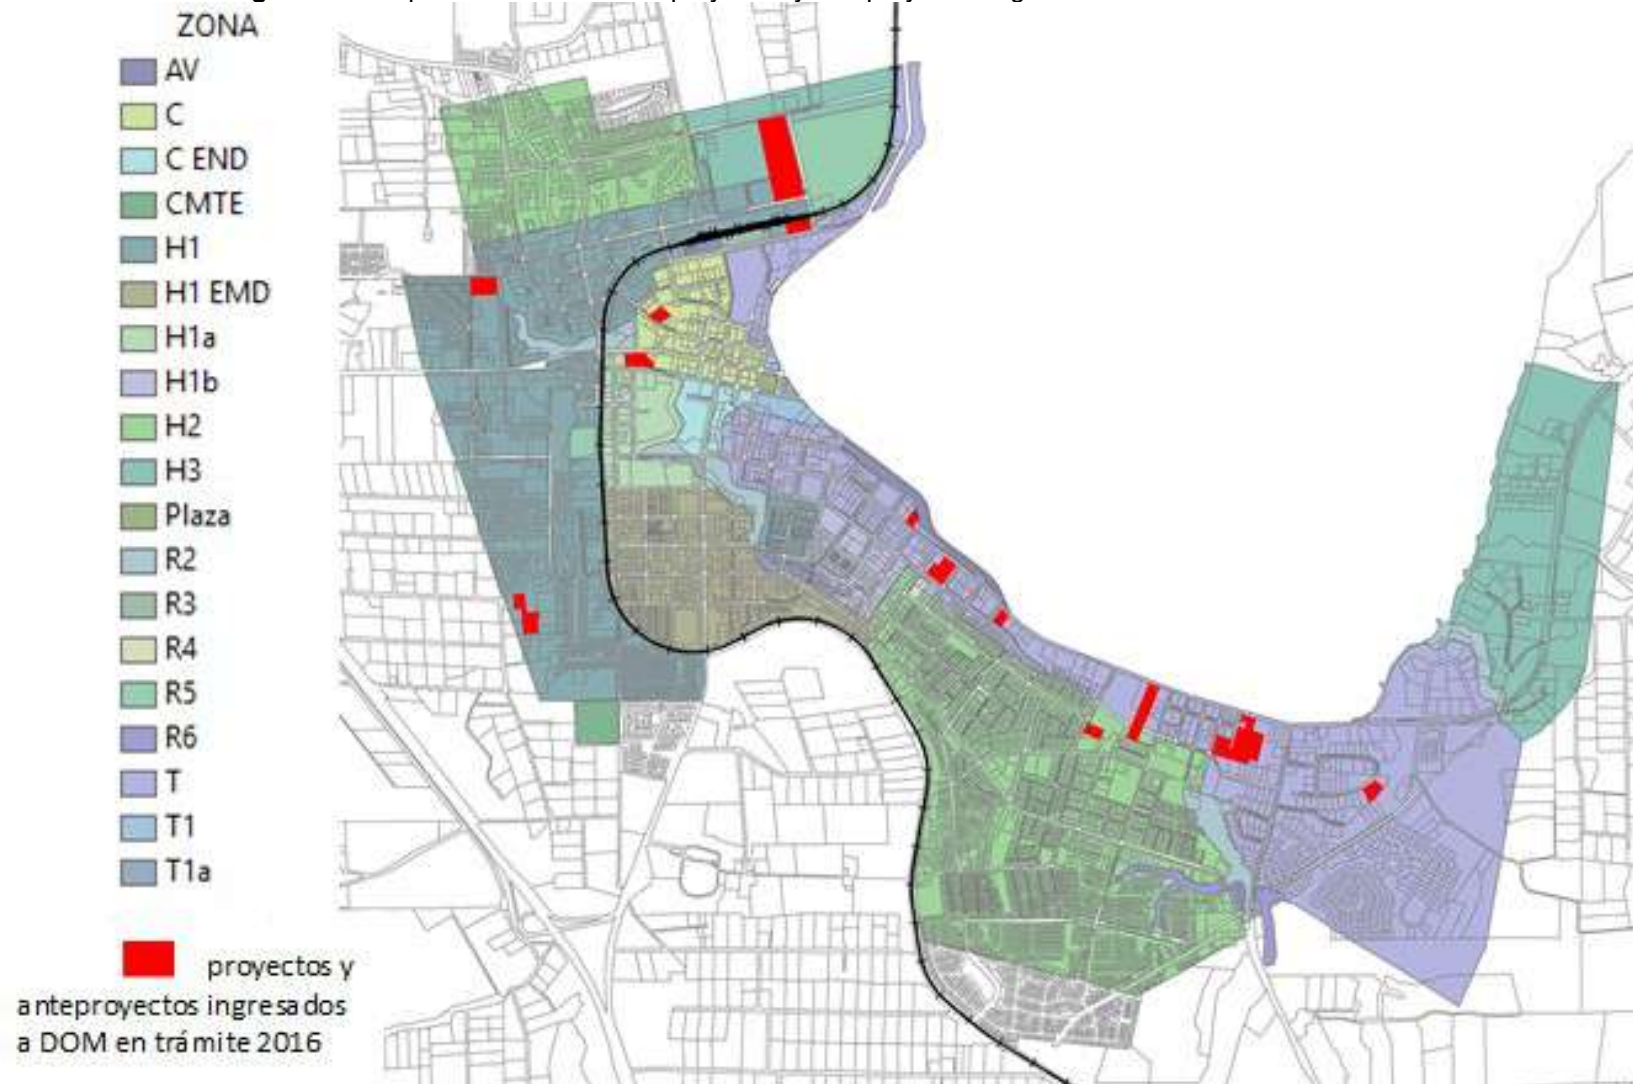 ZONA
AV
C
C END
CMTE
H1
H1 EMD
H1a
H1b
H2
H3
Plaza
R2
R3
R4
R5
R6
T
T1
T1a
proyectos y
anteproyectos ingresados
a DOM en trámite 2016